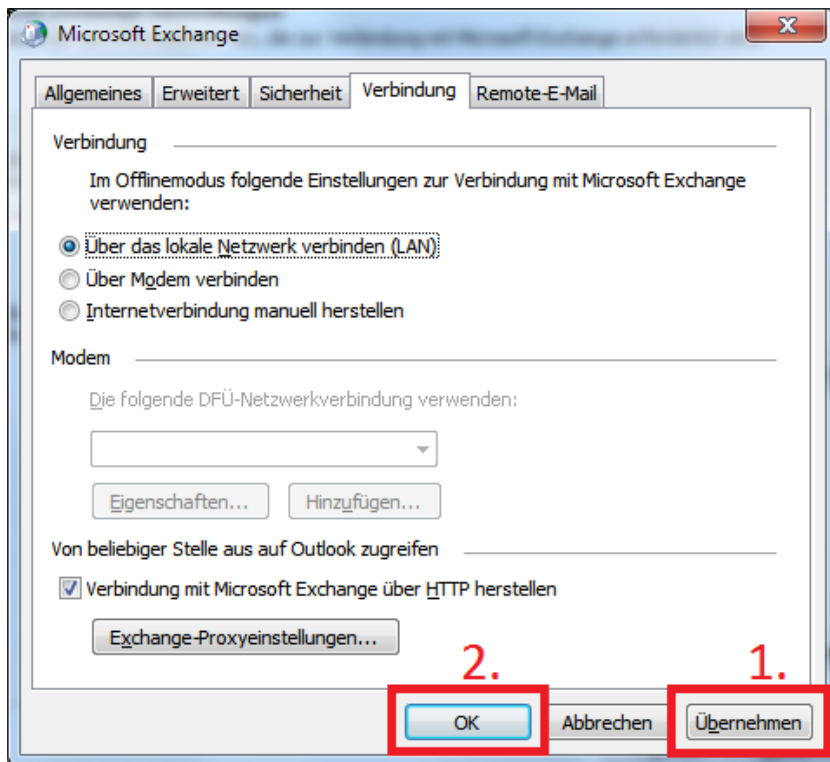 Microsoft Exchange
Allgemeines Erweitert Sicherheit Verbindung Remote-E-Mail
Verbindung
Im Offlinemodus folgende Einstellungen zur Verbindung mit Microsoft Exchange
verwenden:
Über das lokale Netzwerk verbinden (LAN)
Über Modem verbinden
Internetverbindung manuell herstellen
Modem
Die folgende DFÜ-Netzwerkverbindung verwenden:
Eigenschaften... Hinzufügen...
Von beliebiger Stelle aus auf Outlook zugreifen
Verbindung mit Microsoft Exchange über HTTP herstellen
Exchange-Proxyeinstellungen...
2. 1.
OK Abbrechen Übernehmen